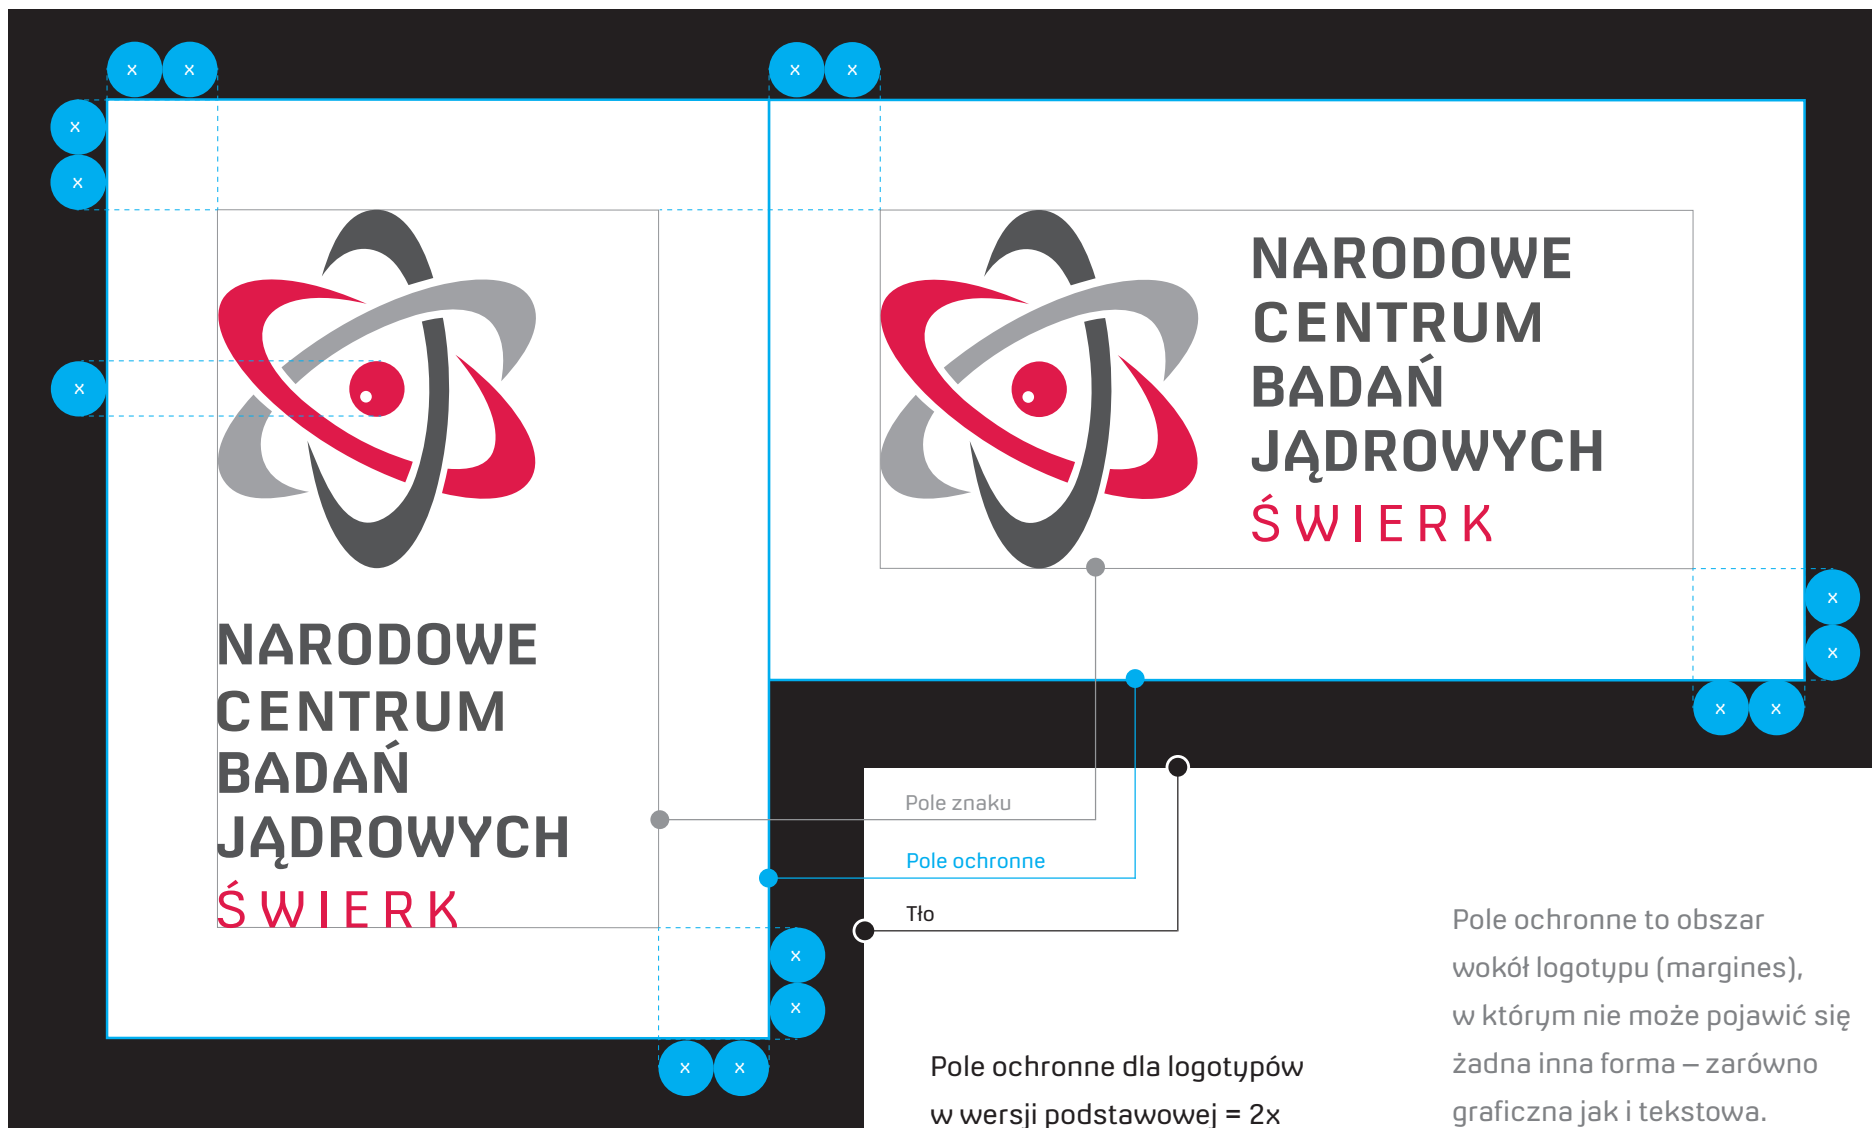 x x
x x
x
x
x
NARODOWE
CENTRUM
BADAŃ
JĄDROWYCH
ŚWIERK
NARODOWE
CENTRUM
BADAŃ
JĄDROWYCH
ŚWIERK
x
x
x x
x
x
x x
Pole znaku
Pole ochronne
Tło
Pole ochronne dla logotypów
w wersji podstawowej = 2x
Pole ochronne to obszar
wokół logotypu (margines),
w którym nie może pojawić się
żadna inna forma – zarówno
graficzna jak i tekstowa.